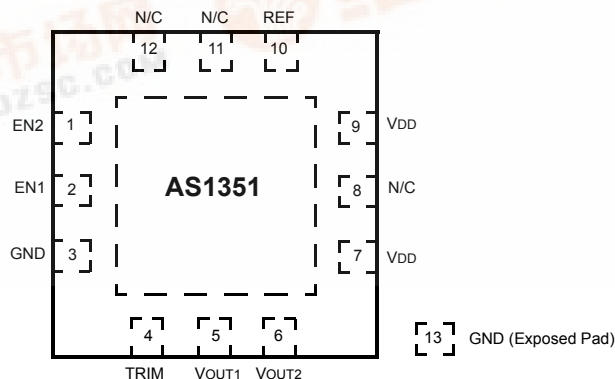 N/C N/C REF
12 11 10
EN2 1 9 VDD
EN1 2 AS1351 8 N/C
GND 3 7 VDD
4 5 6 13 GND (Exposed Pad)
TRIM VOUT1 VOUT2